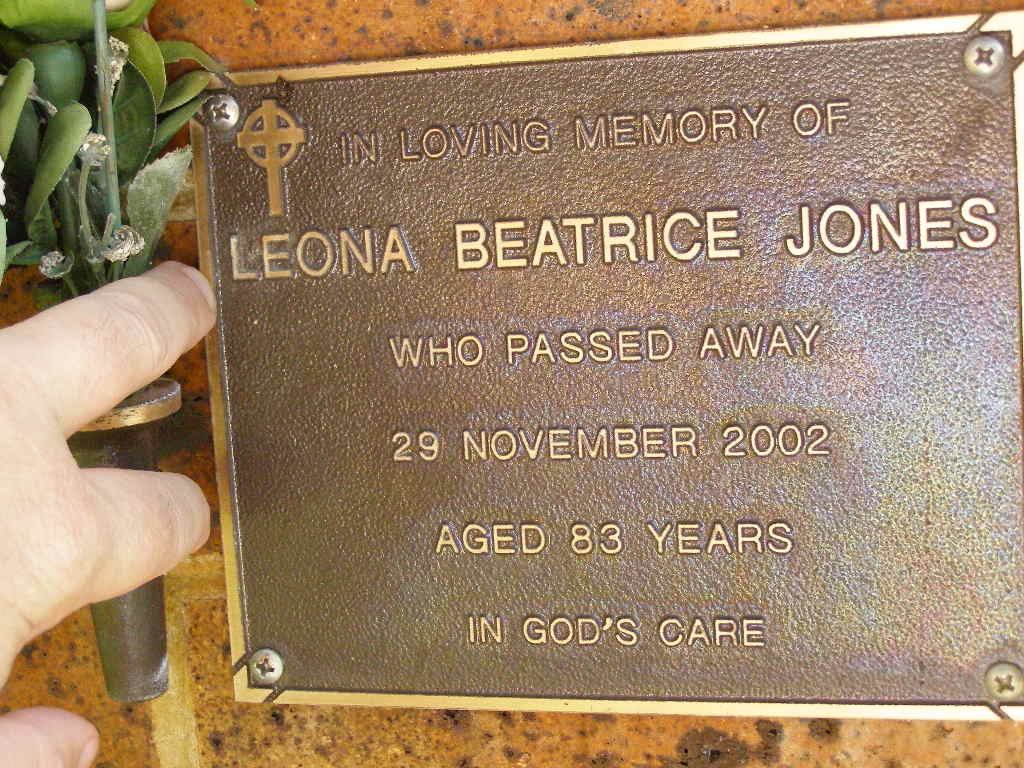 IN LOVING MEMORY OF
LEONA BEATRICE JONES
WHO PASSED AWAY
29 NOVEMBER 2002
AGED 83 YEARS
IN GOD'S CARE